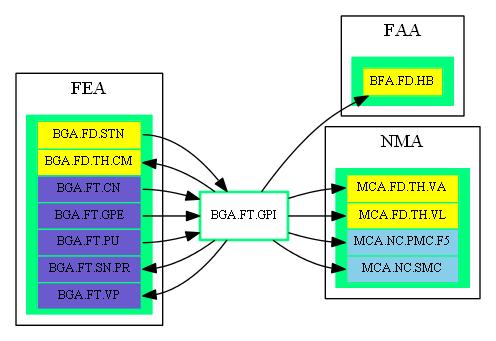 FEA
BGA.FD.STN
BGA.FD.TH.CM
BGA.FT.CN
BGA.FT.GPE
BGA.FT.PU
BGA.FT.SN.PR
BGA.FT.VP
BGA.FT.GPI
FAA
BFA.FD.HB
NMA
MCA.FD.TH.VA
MCA.FD.TH.VL
MCA.NC.PMC.F5
MCA.NC.SMC